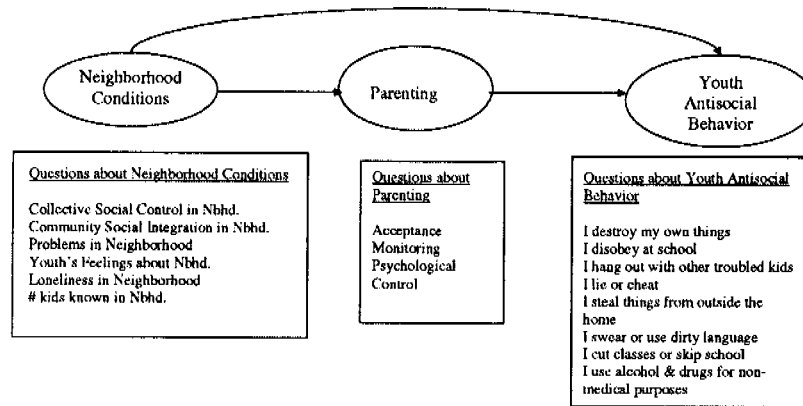 Neighborhood
Conditions
Parenting
Youth
Antisocial
Behavior
Questions about Neighborhood Conditions
Collective Social Control in Nbhd.
Community Social Integration in Nbhd.
Problems in Neighborhood
Youth's Feelings about Nbhd.
Loneliness in Neighborhood
# kids known in Nbhd.
Questions about
Parenting
Acceptance
Monitoring
Psychological
Control
Questions about Youth Antisocial
Behavior
I destroy my own things
I disobey at school
I hang out with other troubled kids
I lie or cheat
I steal things from outside the
home
I swear or use dirty language
I cut classes or skip school
I use alcohol & drugs for non-
medical purposes